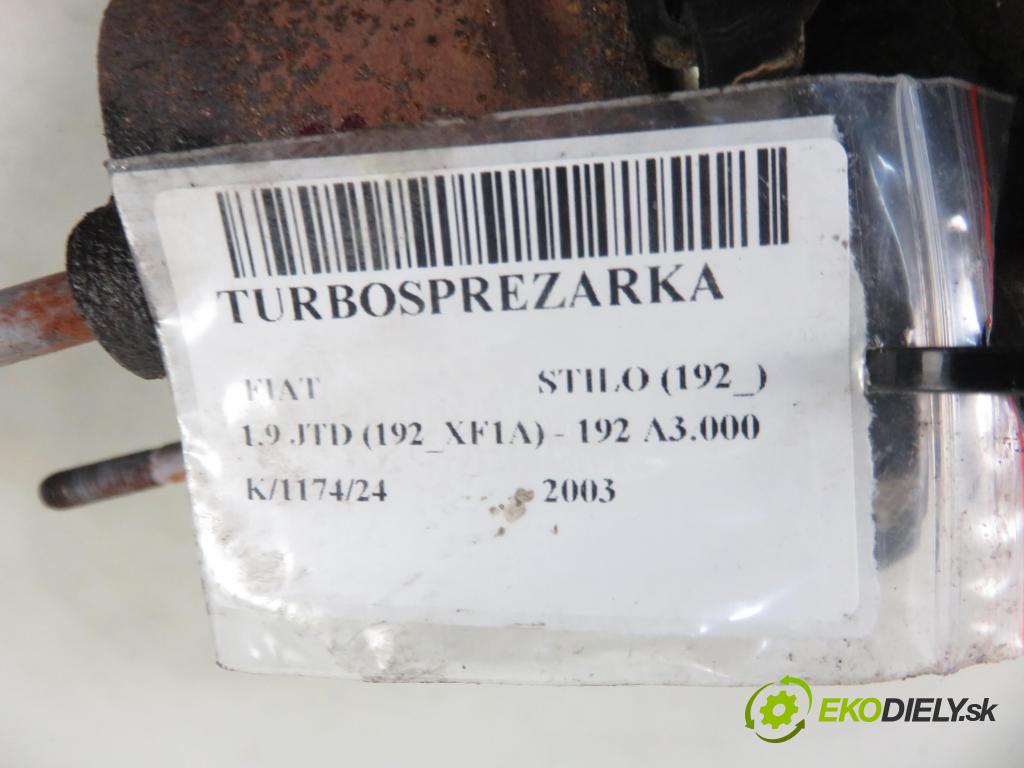 TURBOSPREZARKA
FIAT STILO (192_)
1.9 JTD (192_XF1A) - 192 A3.000
K/1174/24 2003
EKODIELY.sk